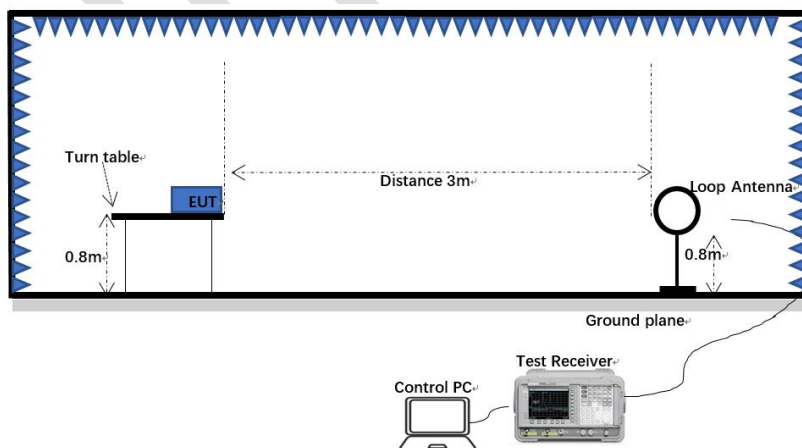 Turn table
Distance 3m
Loop Antenna
EUT
0.8m
0.8m
Ground plane
Test Receiver
Control PC